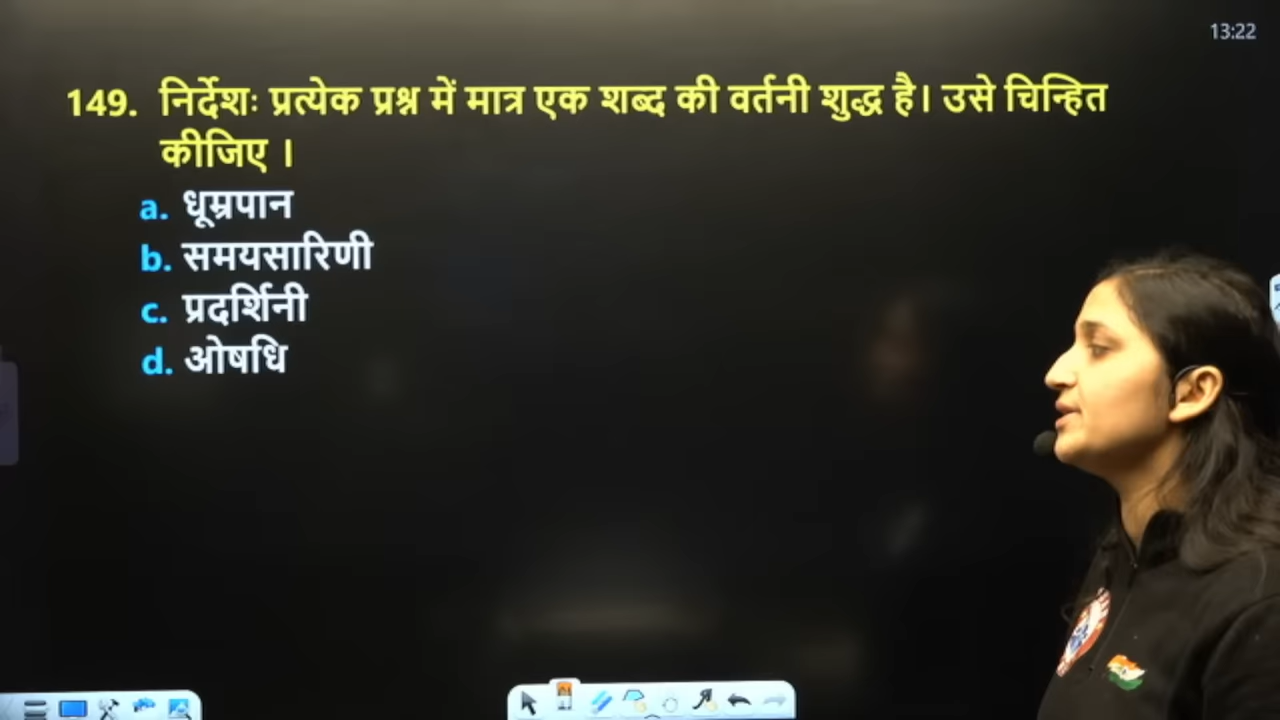 13:22
149. निर्देशः प्रत्येक प्रश्न में मात्र एक शब्द की वर्तनी शुद्ध है। उसे चिन्हित
कीजिए ।
a. धूम्रपान
b. समयसारिणी
c. प्रदर्शिनी
d. ओषधि